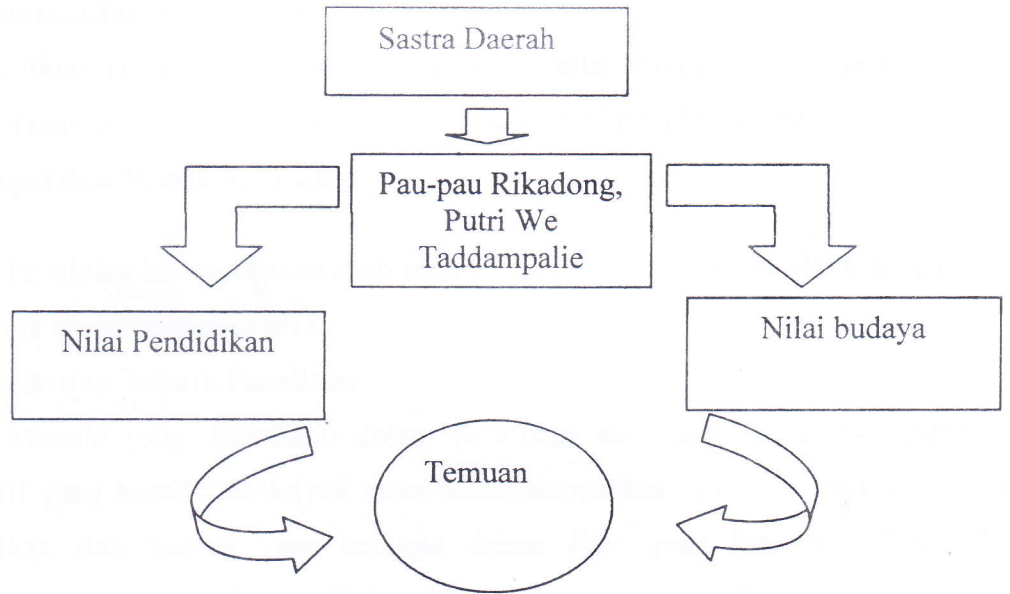 Sastra Daerah
Pau-pau Rikadong,
Putri We
Taddampalie
Nilai Pendidikan
Nilai budaya
Temuan